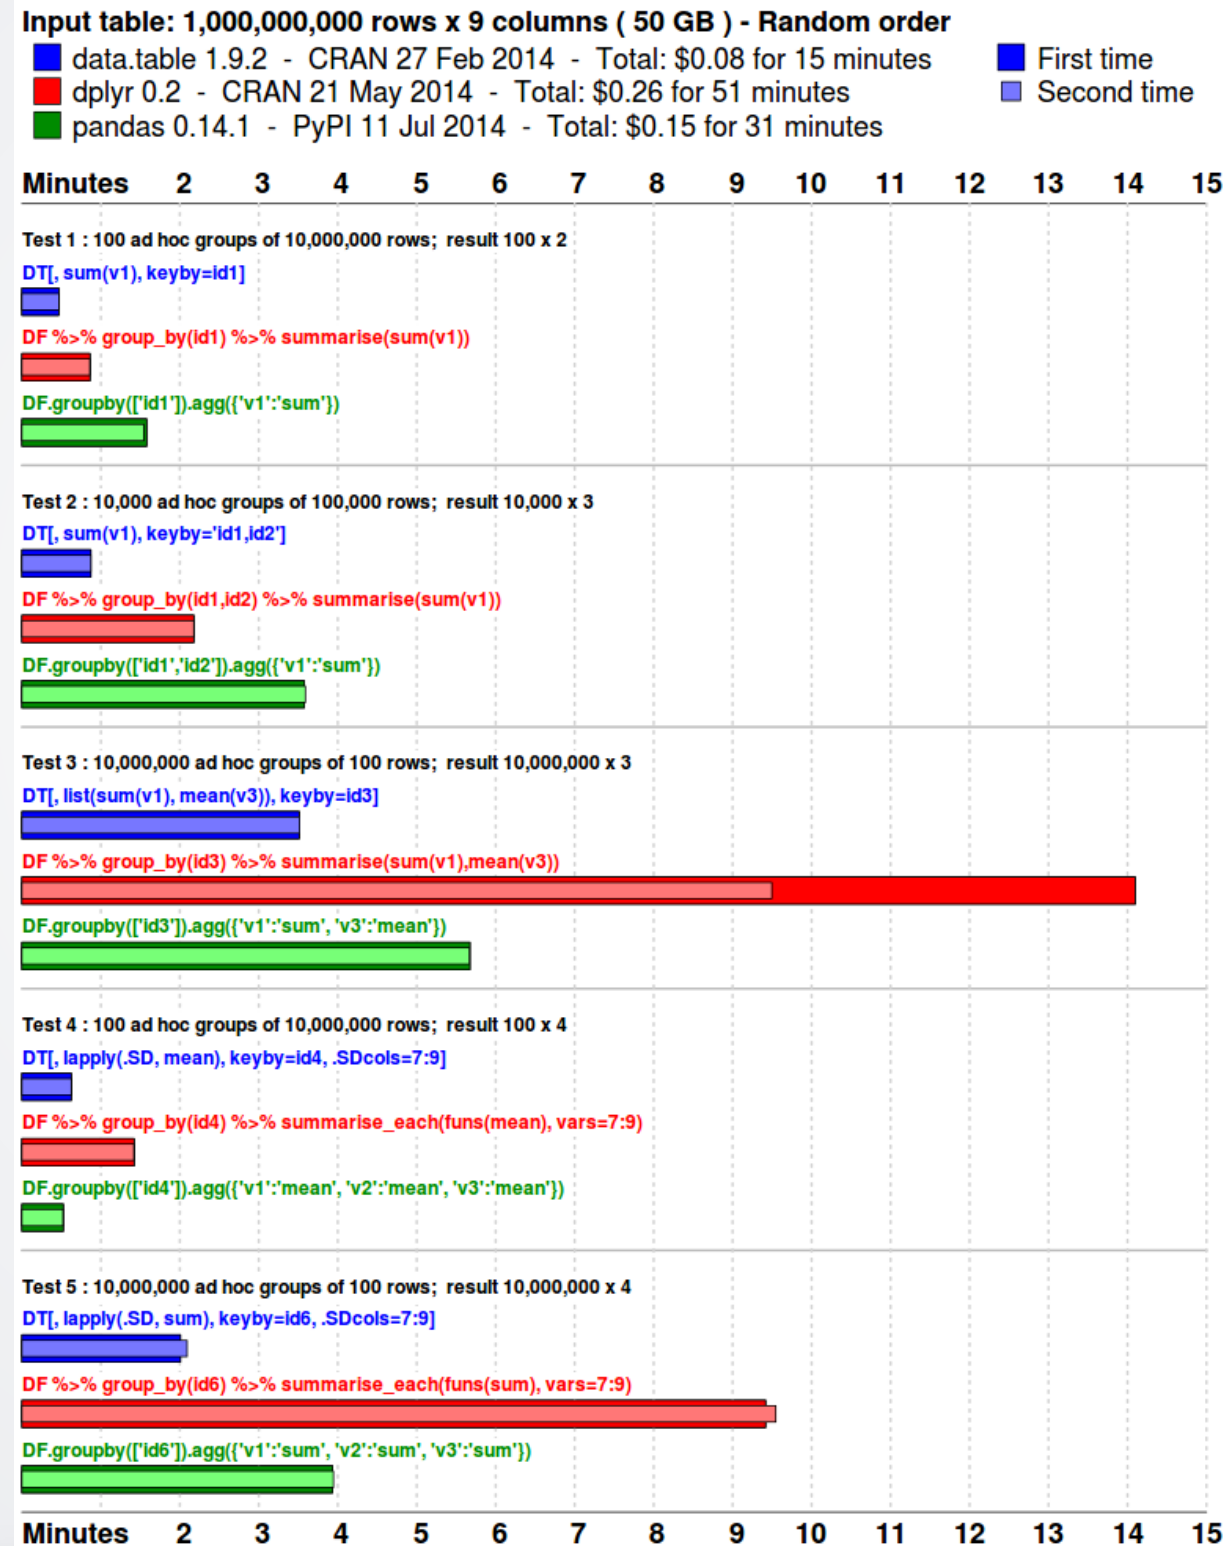 Input table: 1,000,000,000 rows x 9 columns ( 50 GB ) - Random order
data.table 1.9.2 - CRAN 27 Feb 2014 - Total: $0.08 for 15 minutes
First time
dplyr 0.2 - CRAN 21 May 2014 - Total: $0.26 for 51 minutes
Second time
pandas 0.14.1 - PyPI 11 Jul 2014 - Total: $0.15 for 31 minutes
Minutes 2 3 4 5 6 7 8 9 10 11 12 13 14 15
Test 1 : 100 ad hoc groups of 10,000,000 rows; result 100 x 2
DT[, sum(v1), keyby=id1]
DF %>% group_by(id1) %>% summarise(sum(v1))
DF.groupby(['id1']).agg({'v1':'sum'})
Test 2 : 10,000 ad hoc groups of 100,000 rows; result 10,000 x 3
DT[, sum(v1), keyby='id1,id2']
DF %>% group_by(id1,id2) %>% summarise(sum(v1))
DF.groupby(['id1','id2']).agg({'v1':'sum'})
Test 3 : 10,000,000 ad hoc groups of 100 rows; result 10,000,000 x 3
DT[, list(sum(v1), mean(v3)), keyby=id3]
DF %>% group_by(id3) %>% summarise(sum(v1),mean(v3))
DF.groupby(['id3']).agg({'v1':'sum', 'v3':'mean'})
Test 4 : 100 ad hoc groups of 10,000,000 rows; result 100 x 4
DT[, lapply(.SD, mean), keyby=id4, .SDcols=7:9]
DF %>% group_by(id4) %>% summarise_each(funs(mean), vars=7:9)
DF.groupby(['id4']).agg({'v1':'mean', 'v2':'mean', 'v3':'mean'})
Test 5 : 10,000,000 ad hoc groups of 100 rows; result 10,000,000 x 4
DT[, lapply(.SD, sum), keyby=id6, .SDcols=7:9]
DF %>% group_by(id6) %>% summarise_each(funs(sum), vars=7:9)
DF.groupby(['id6']).agg({'v1':'sum', 'v2':'sum', 'v3':'sum'})
Minutes 2 3 4 5 6 7 8 9 10 11 12 13 14 15